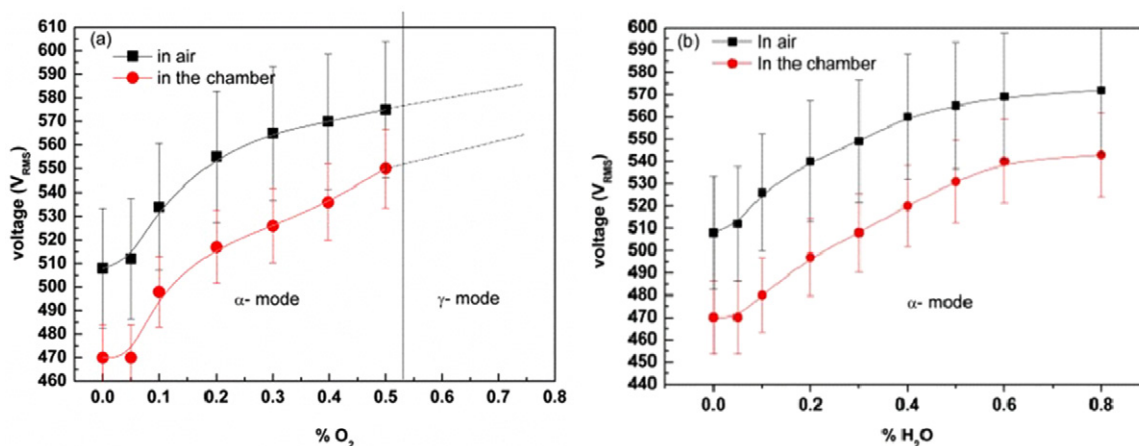 (a)
in air
in the chamber
voltage (V_RMS)
610
600
590
580
570
560
550
540
530
520
510
500
490
480
470
460
α- mode
γ- mode
0.0 0.1 0.2 0.3 0.4 0.5 0.6 0.7 0.8
% O₂
(b)
In air
In the chamber
voltage (V_RMS)
600
590
580
570
560
550
540
530
520
510
500
490
480
470
460
450
440
α- mode
0.0 0.2 0.4 0.6 0.8
% H₂O